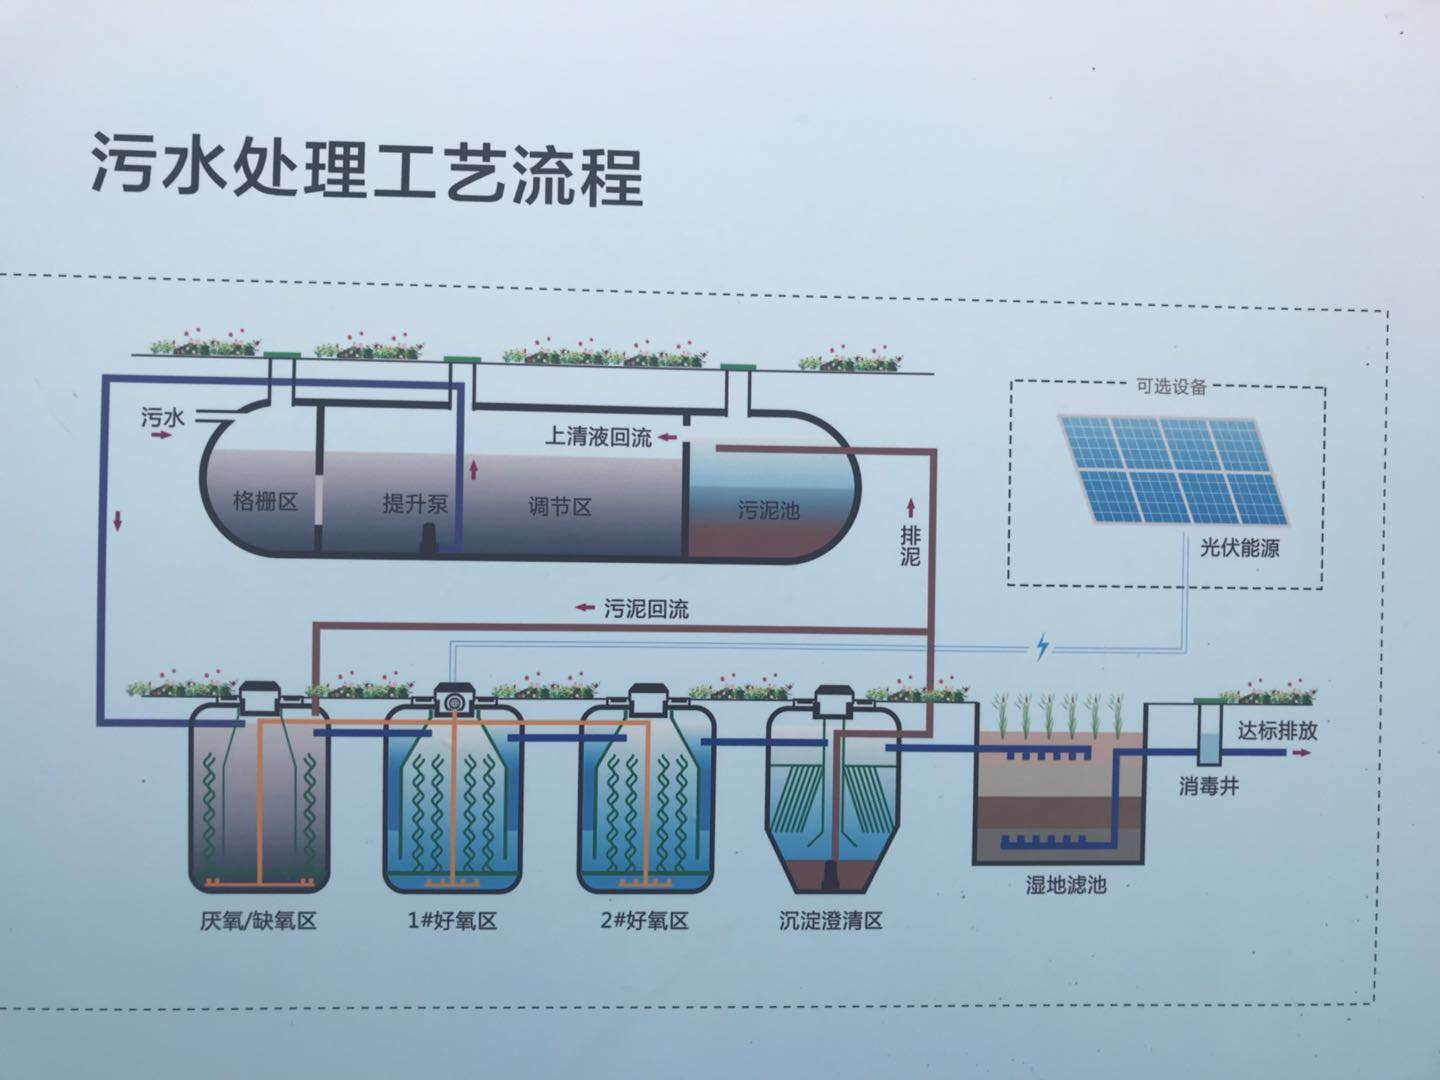 污水处理工艺流程
可选设备
污水
上清液回流
格栅区
提升泵
调节区
污泥池
排泥
光伏能源
污泥回流
达标排放
消毒井
湿地滤池
厌氧/缺氧区
1#好氧区
2#好氧区
沉淀澄清区